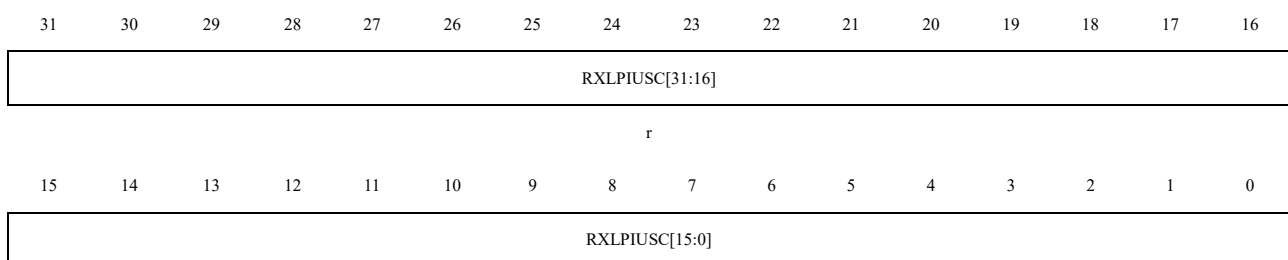 31 30 29 28 27 26 25 24 23 22 21 20 19 18 17 16
RXLPIUSC[31:16]
r
15 14 13 12 11 10 9 8 7 6 5 4 3 2 1 0
RXLPIUSC[15:0]